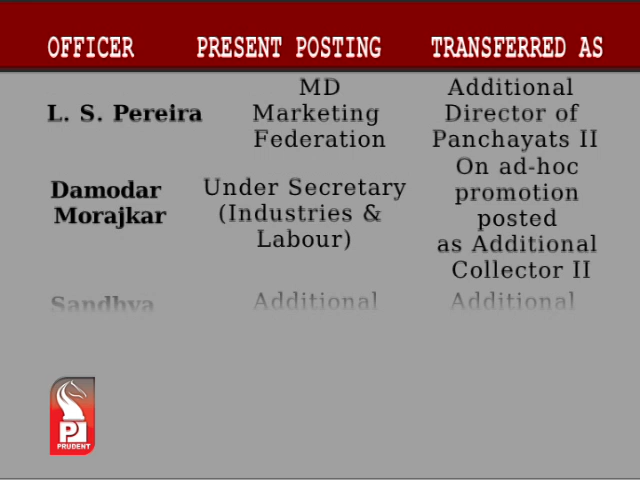 OFFICER PRESENT POSTING TRANSFERRED AS
L. S. Pereira
MD
Marketing
Federation
Additional
Director of
Panchayats II
Damodar
Morajkar
Under Secretary
(Industries &
Labour)
On ad-hoc
promotion
posted
as Additional
Collector II
Sandhya
Additional
Additional
PRUDENT